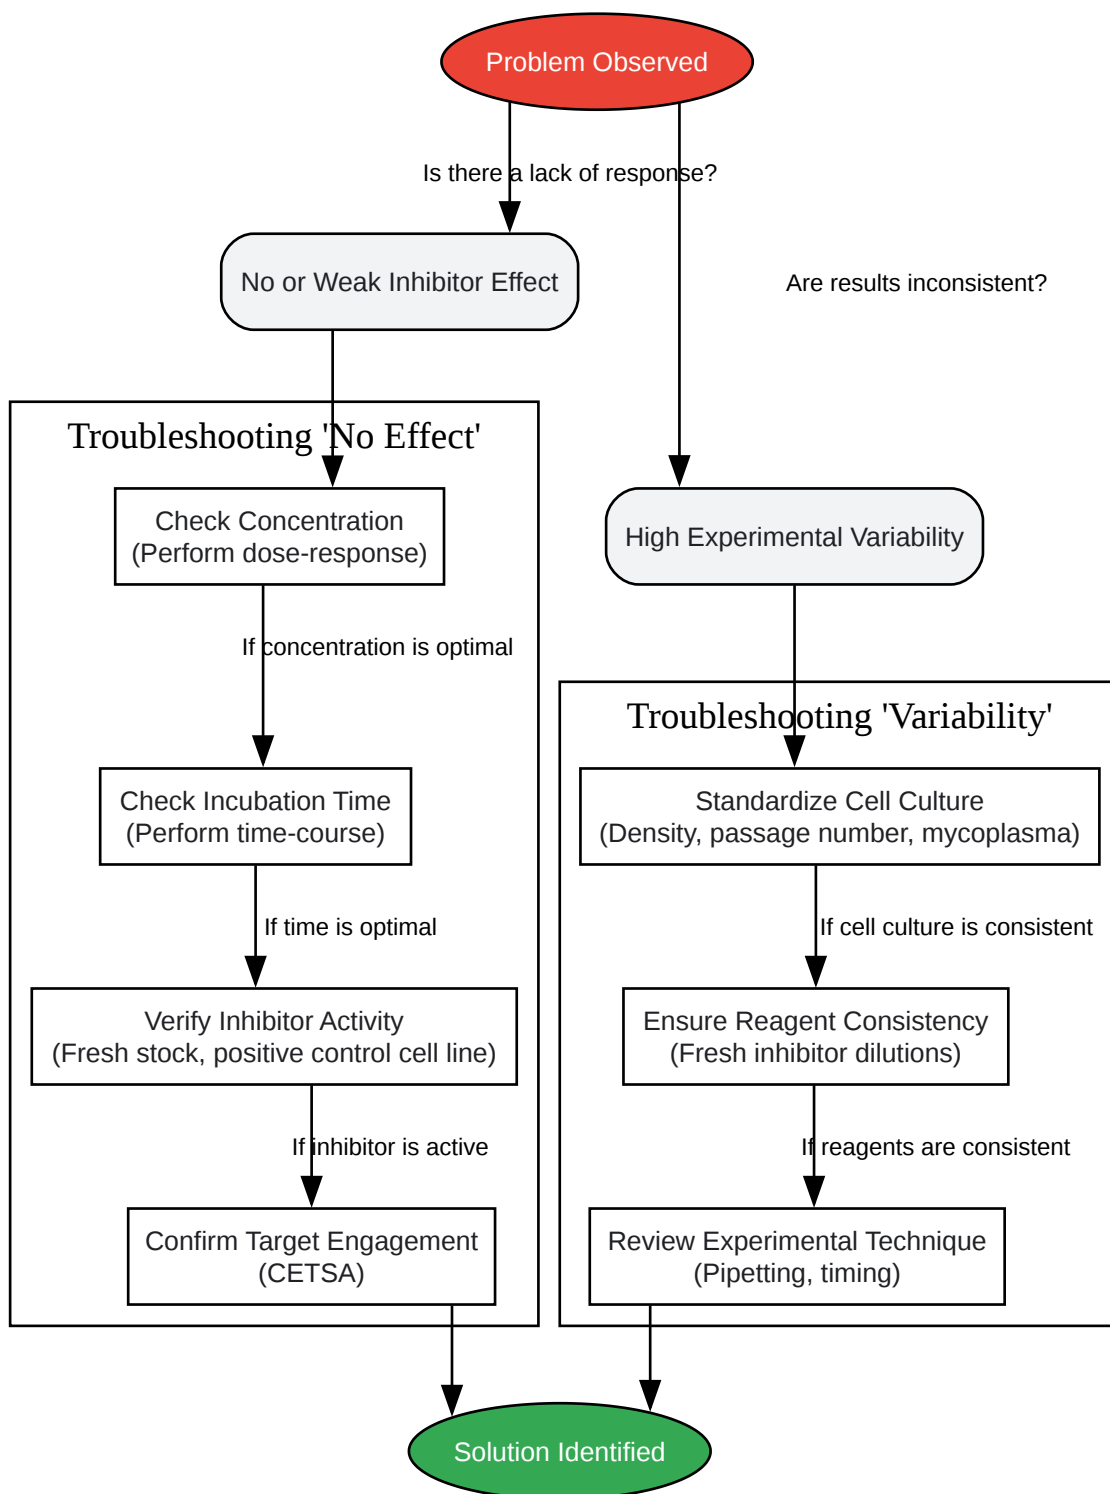 Problem Observed
Is there a lack of response?
No or Weak Inhibitor Effect
Are results inconsistent?
Troubleshooting 'No Effect'
Check Concentration
(Perform dose-response)
High Experimental Variability
If concentration is optimal
Troubleshooting 'Variability'
Check Incubation Time
(Perform time-course)
Standardize Cell Culture
(Density, passage number, mycoplasma)
If time is optimal
If cell culture is consistent
Verify Inhibitor Activity
(Fresh stock, positive control cell line)
Ensure Reagent Consistency
(Fresh inhibitor dilutions)
If inhibitor is active
If reagents are consistent
Confirm Target Engagement
(CETSA)
Review Experimental Technique
(Pipetting, timing)
Solution Identified